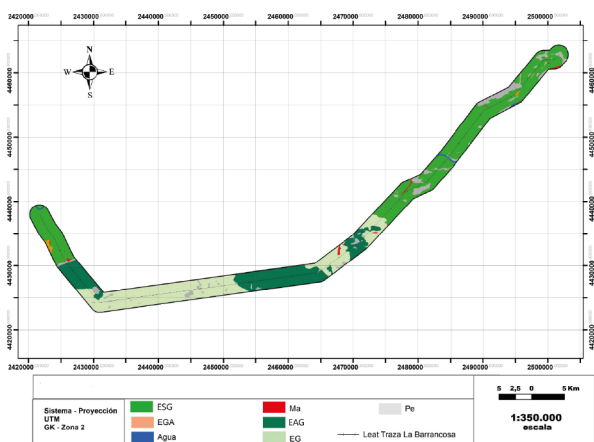 2420000 2430000 2440000 2450000 2460000 2470000 2480000 2490000 2500000
N
W E
S
4460000 4460000
4450000 4450000
4440000 4440000
4430000 4430000
4420000 4420000
2420000 2430000 2440000 2450000 2460000 2470000 2480000 2490000 2500000
Sistema - Proyección
UTM
GK - Zona 2
ESG
EGA
Agua
Ma
EAG
EG
Pe
Leat Traza La Barrancosa
5 2,5 0 5 Km
1:350.000
escala